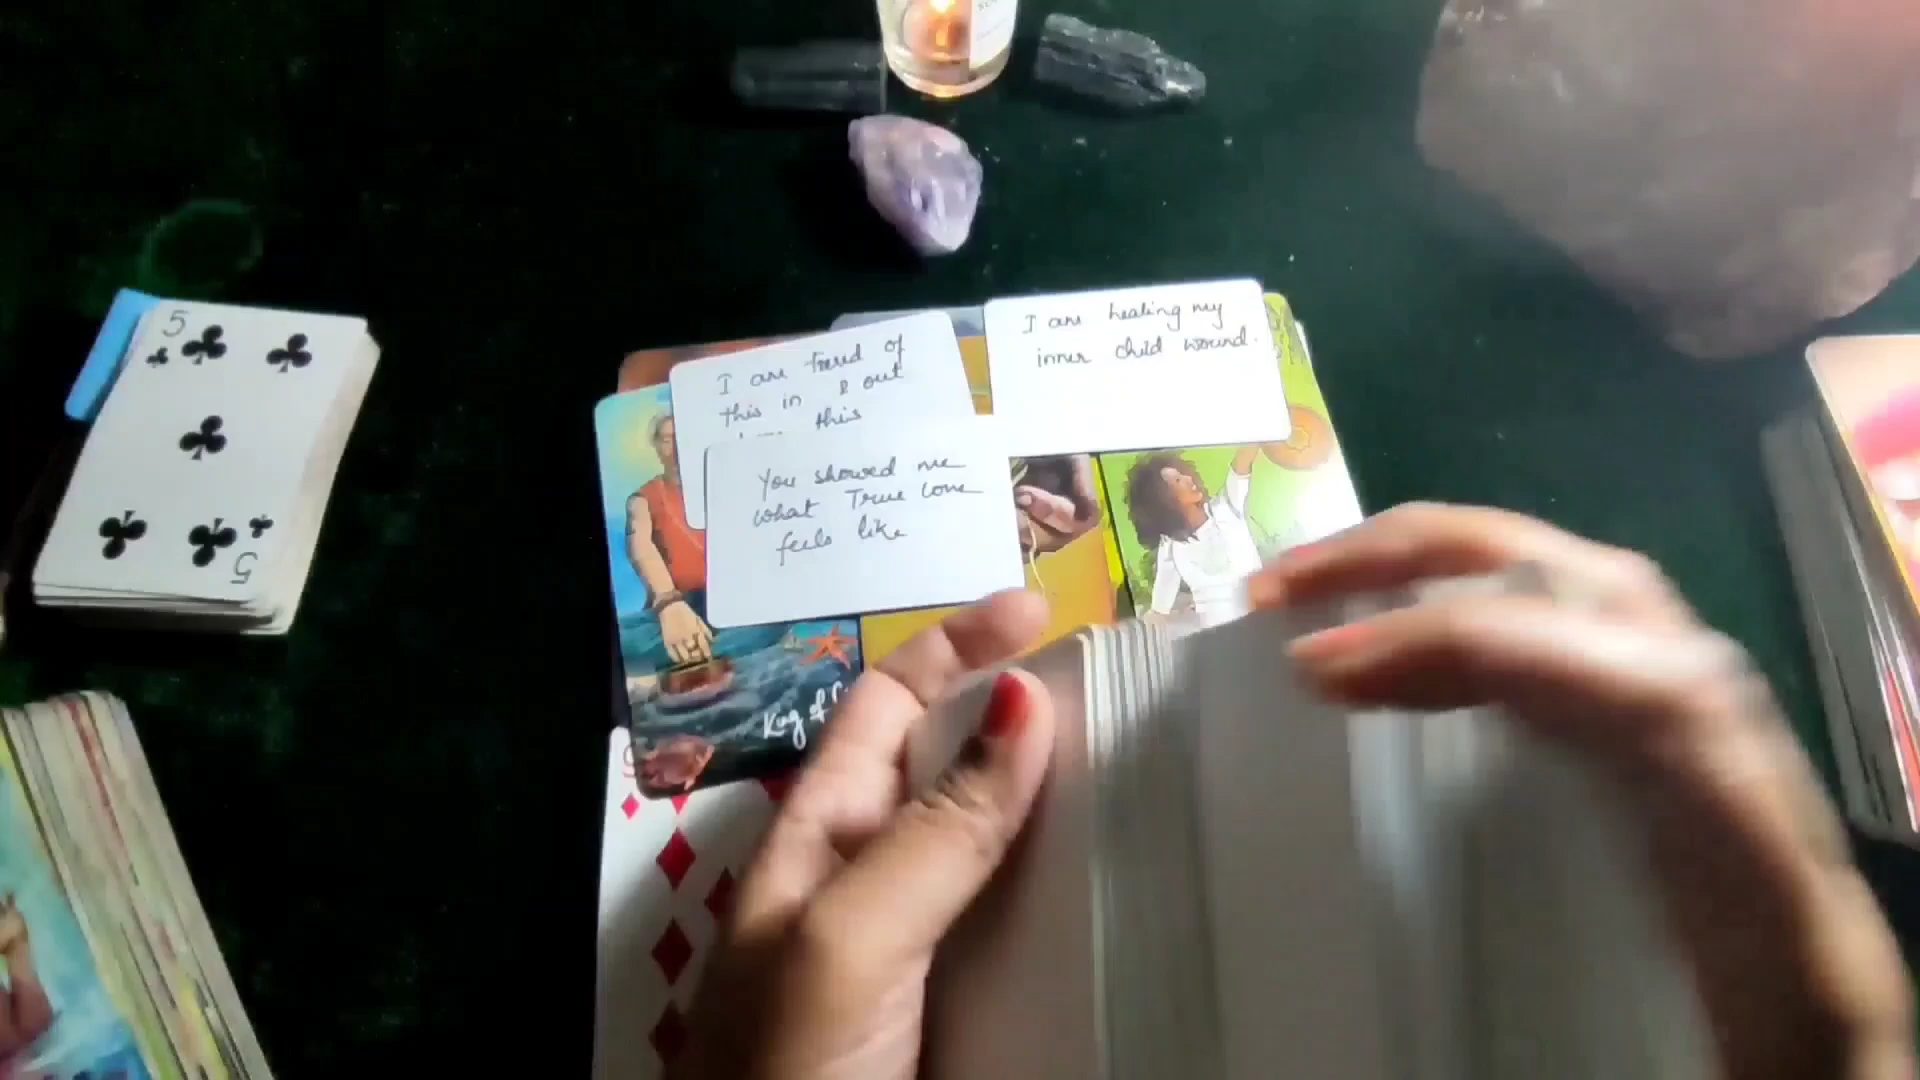 5
I am tired of
this in & out
this
I am healing my
inner child wound.
You showed me
what True love
feels like
King of
5